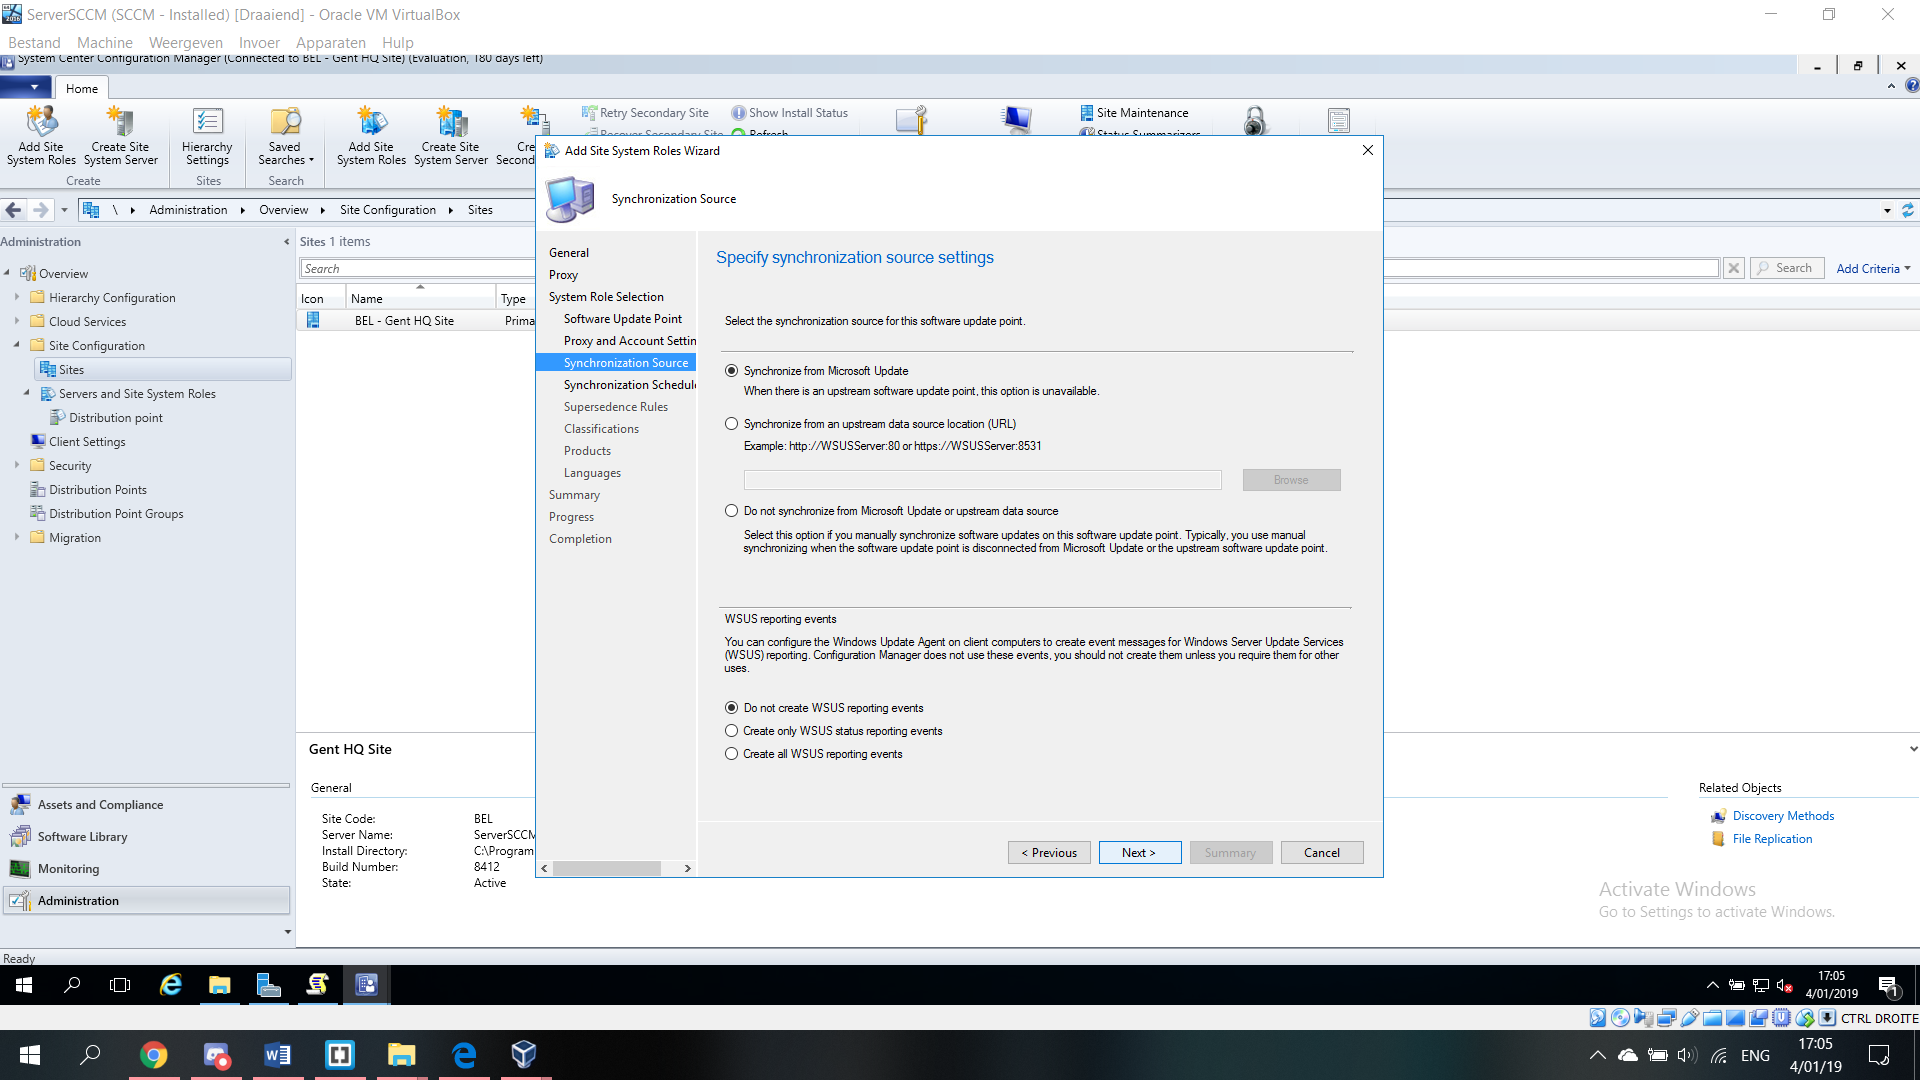 ServerSCCM (SCCM - Installed) [Draaiend] - Oracle VM VirtualBox
Bestand Machine Weergeven Invoer Apparaten Hulp
System Center Configuration Manager (Connected to BEL - Gent HQ Site) (Evaluation, 180 days left)
Home
Add Site System Roles
Create Site System Server
Hierarchy Settings
Saved Searches
Add Site System Roles
Create Site System Server
Retry Secondary Site
Show Install Status
Recover Secondary Site
Refresh
Site Maintenance
Status Summarizers
Create
Sites
Search
\ Administration Overview Site Configuration Sites
Administration
Overview
Hierarchy Configuration
Cloud Services
Site Configuration
Sites
Servers and Site System Roles
Distribution point
Client Settings
Security
Distribution Points
Distribution Point Groups
Migration
Assets and Compliance
Software Library
Monitoring
Administration
Sites 1 items
Search
Search
Add Criteria
Icon Name Type
BEL - Gent HQ Site Prima
Add Site System Roles Wizard
Synchronization Source
General
Proxy
System Role Selection
Software Update Point
Proxy and Account Settin
Synchronization Source
Synchronization Schedul
Supersedence Rules
Classifications
Products
Languages
Summary
Progress
Completion
Specify synchronization source settings
Select the synchronization source for this software update point.
Synchronize from Microsoft Update
When there is an upstream software update point, this option is unavailable.
Synchronize from an upstream data source location (URL)
Example: http://WSUSServer:80 or https://WSUSServer:8531
Browse
Do not synchronize from Microsoft Update or upstream data source
Select this option if you manually synchronize software updates on this software update point. Typically, you use manual
synchronizing when the software update point is disconnected from Microsoft Update or the upstream software update point.
WSUS reporting events
You can configure the Windows Update Agent on client computers to create event messages for Windows Server Update Services
(WSUS) reporting. Configuration Manager does not use these events, you should not create them unless you require them for other
uses.
Do not create WSUS reporting events
Create only WSUS status reporting events
Create all WSUS reporting events
< Previous Next > Summary Cancel
Gent HQ Site
General
Site Code: BEL
Server Name: ServerSCCM
Install Directory: C:\Program
Build Number: 8412
State: Active
Related Objects
Discovery Methods
File Replication
Activate Windows
Go to Settings to activate Windows.
Ready
17:05
4/01/2019
1
CTRL DROITE
ENG
17:05
4/01/19